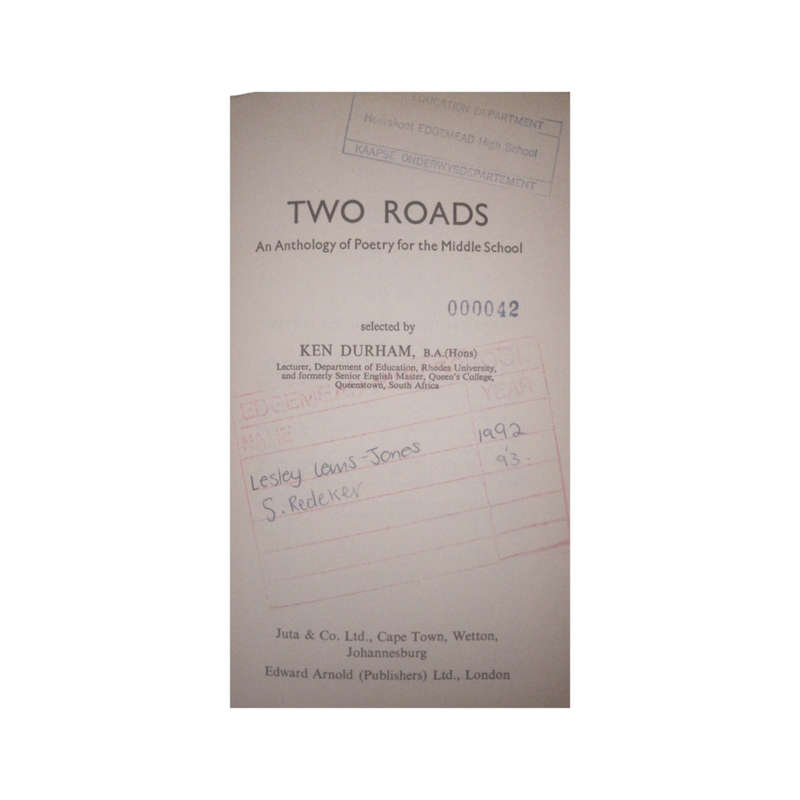 EDUCATION DEPARTMENT
Hoërskool EDGEMEAD High School
KAAPSE ONDERWYSDEPARTEMENT
TWO ROADS
An Anthology of Poetry for the Middle School
000042
selected by
KEN DURHAM, B.A.(Hons)
Lecturer, Department of Education, Rhodes University,
and formerly Senior English Master, Queen's College,
Queenstown, South Africa
NAME YEAR
Lesley Lewis-Jones 1992
S. Redeker 93.
Juta & Co. Ltd., Cape Town, Wetton,
Johannesburg
Edward Arnold (Publishers) Ltd., London